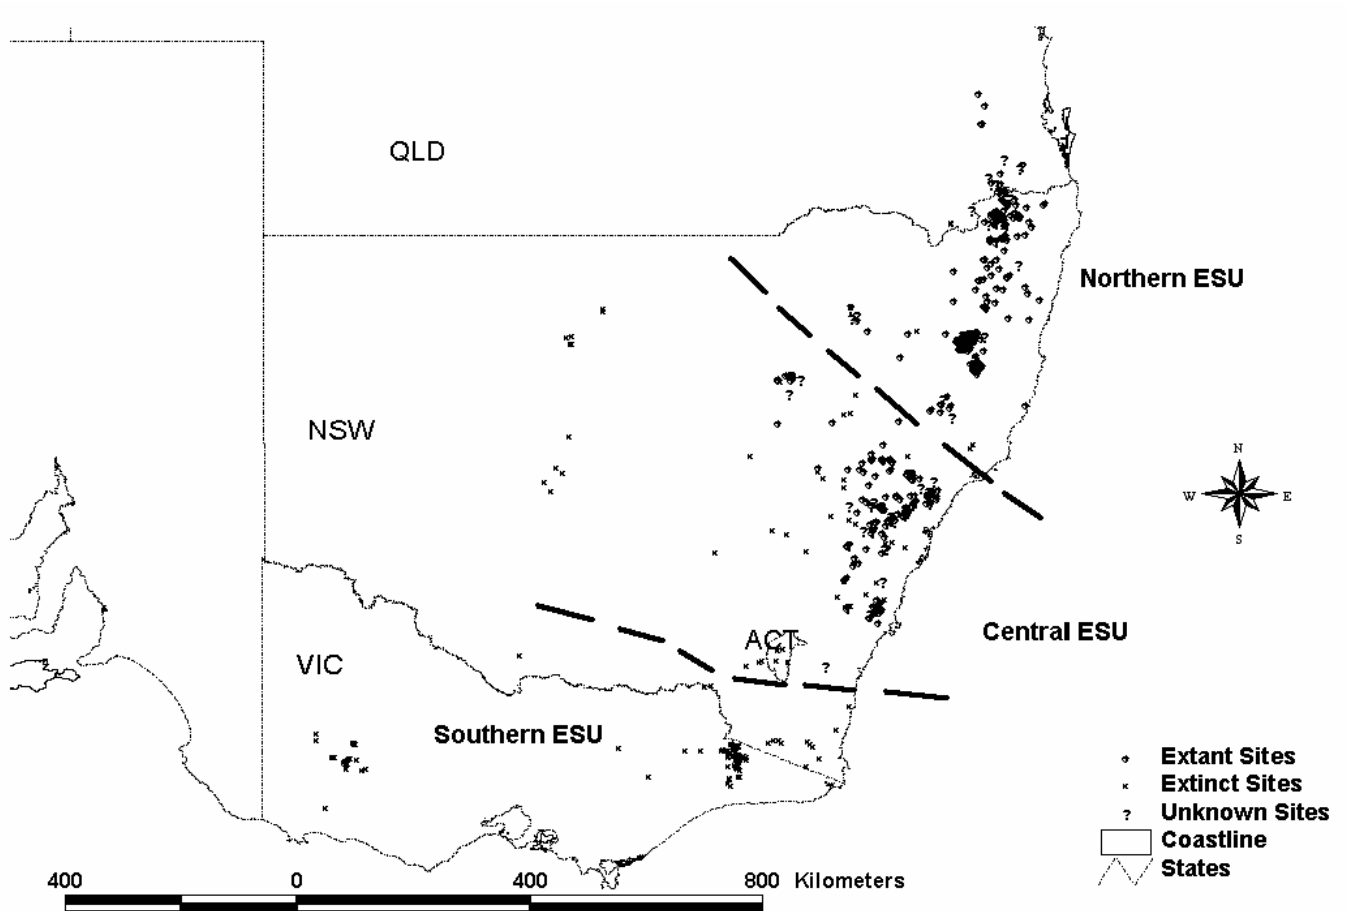 QLD
Northern ESU
NSW
N
W E
S
ACT
Central ESU
VIC
Southern ESU
Extant Sites
Extinct Sites
? Unknown Sites
Coastline
States
400 0 400 800 Kilometers